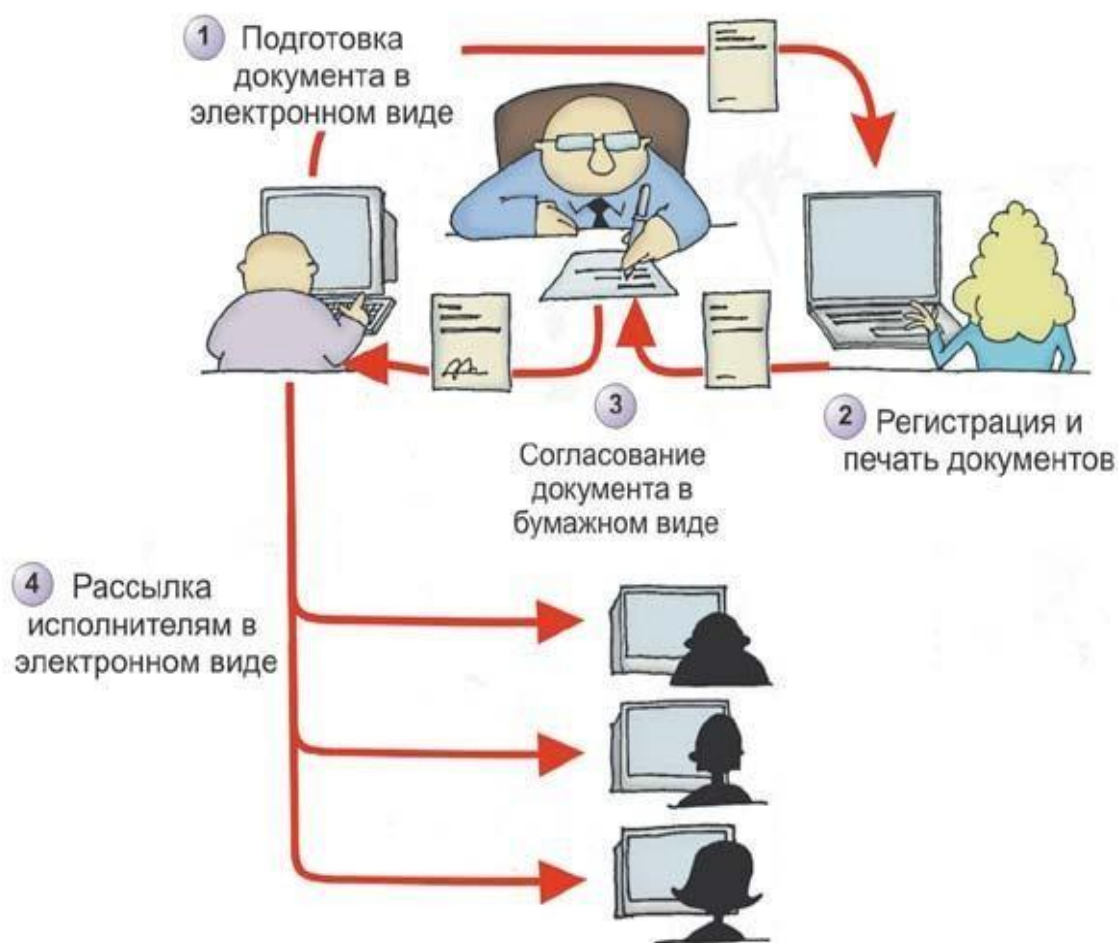 1 Подготовка
документа в
электронном виде
2 Регистрация и
печать документов
3
Согласование
документа в
бумажном виде
4 Рассылка
исполнителям в
электронном виде